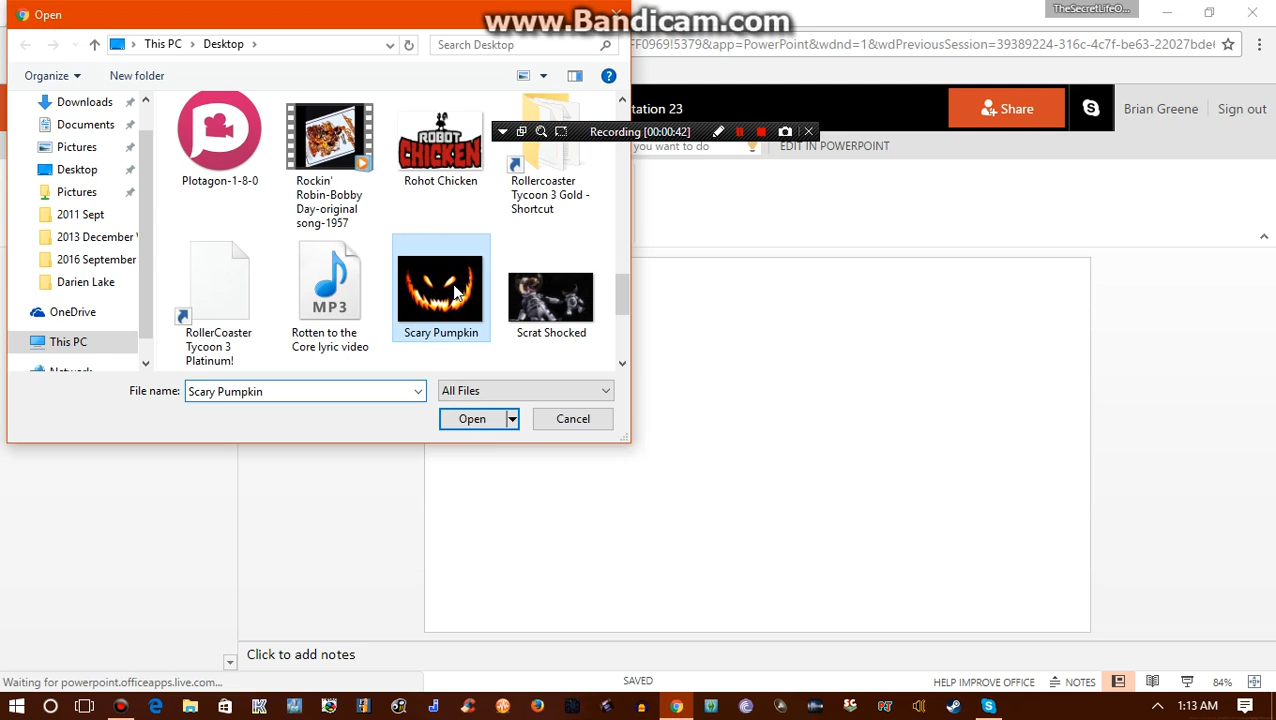 Open
www.Bandicam.com
TheSecretLifeO...
This PC
Desktop
Search Desktop
FF0969!5379&app=PowerPoint&wdnd=1&wdPreviousSession=39389224-316c-4c7f-be63-22027bde
Organize
New folder
Downloads
Documents
Pictures
Desktop
Pictures
2011 Sept
2013 December
2016 September
Darien Lake
OneDrive
This PC
Plotagon-1-8-0
Rockin'
Robin-Bobby
Day-original
song-1957
ROBOT
CHICKEN
Rohot Chicken
Rollercoaster
Tycoon 3 Gold -
Shortcut
Recording [00:00:42]
tation 23
Share
Brian Greene
Sign out
you want to do
EDIT IN POWERPOINT
RollerCoaster
Tycoon 3
Platinum!
MP3
Rotten to the
Core lyric video
Scary Pumpkin
Scrat Shocked
File name:
Scary Pumpkin
All Files
Open
Cancel
Click to add notes
Waiting for powerpoint.officeapps.live.com...
SAVED
HELP IMPROVE OFFICE
NOTES
84%
1:13 AM